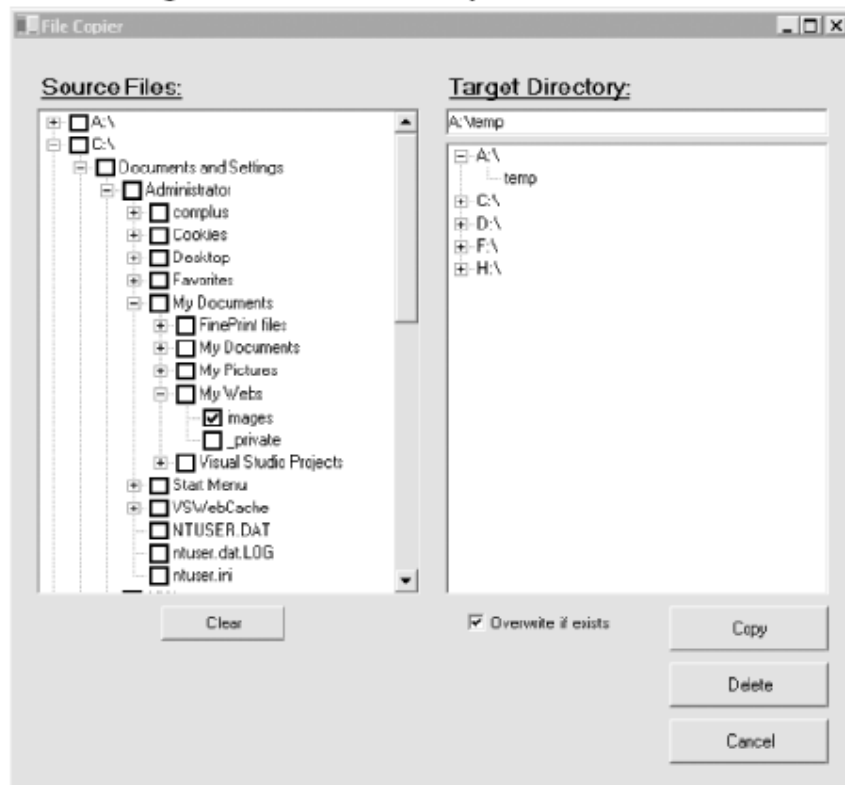 File Copier
Source Files:
A:\
C:\
Documents and Settings
Administrator
complus
Cookies
Desktop
Favorites
My Documents
FinePrint files
My Documents
My Pictures
My Webs
images
_private
Visual Studio Projects
Start Menu
VSWebCache
NTUSER.DAT
ntuser.dat.LOG
ntuser.ini
Clear
Target Directory:
A:\temp
A:\
temp
C:\
D:\
F:\
H:\
Overwrite if exists
Copy
Delete
Cancel